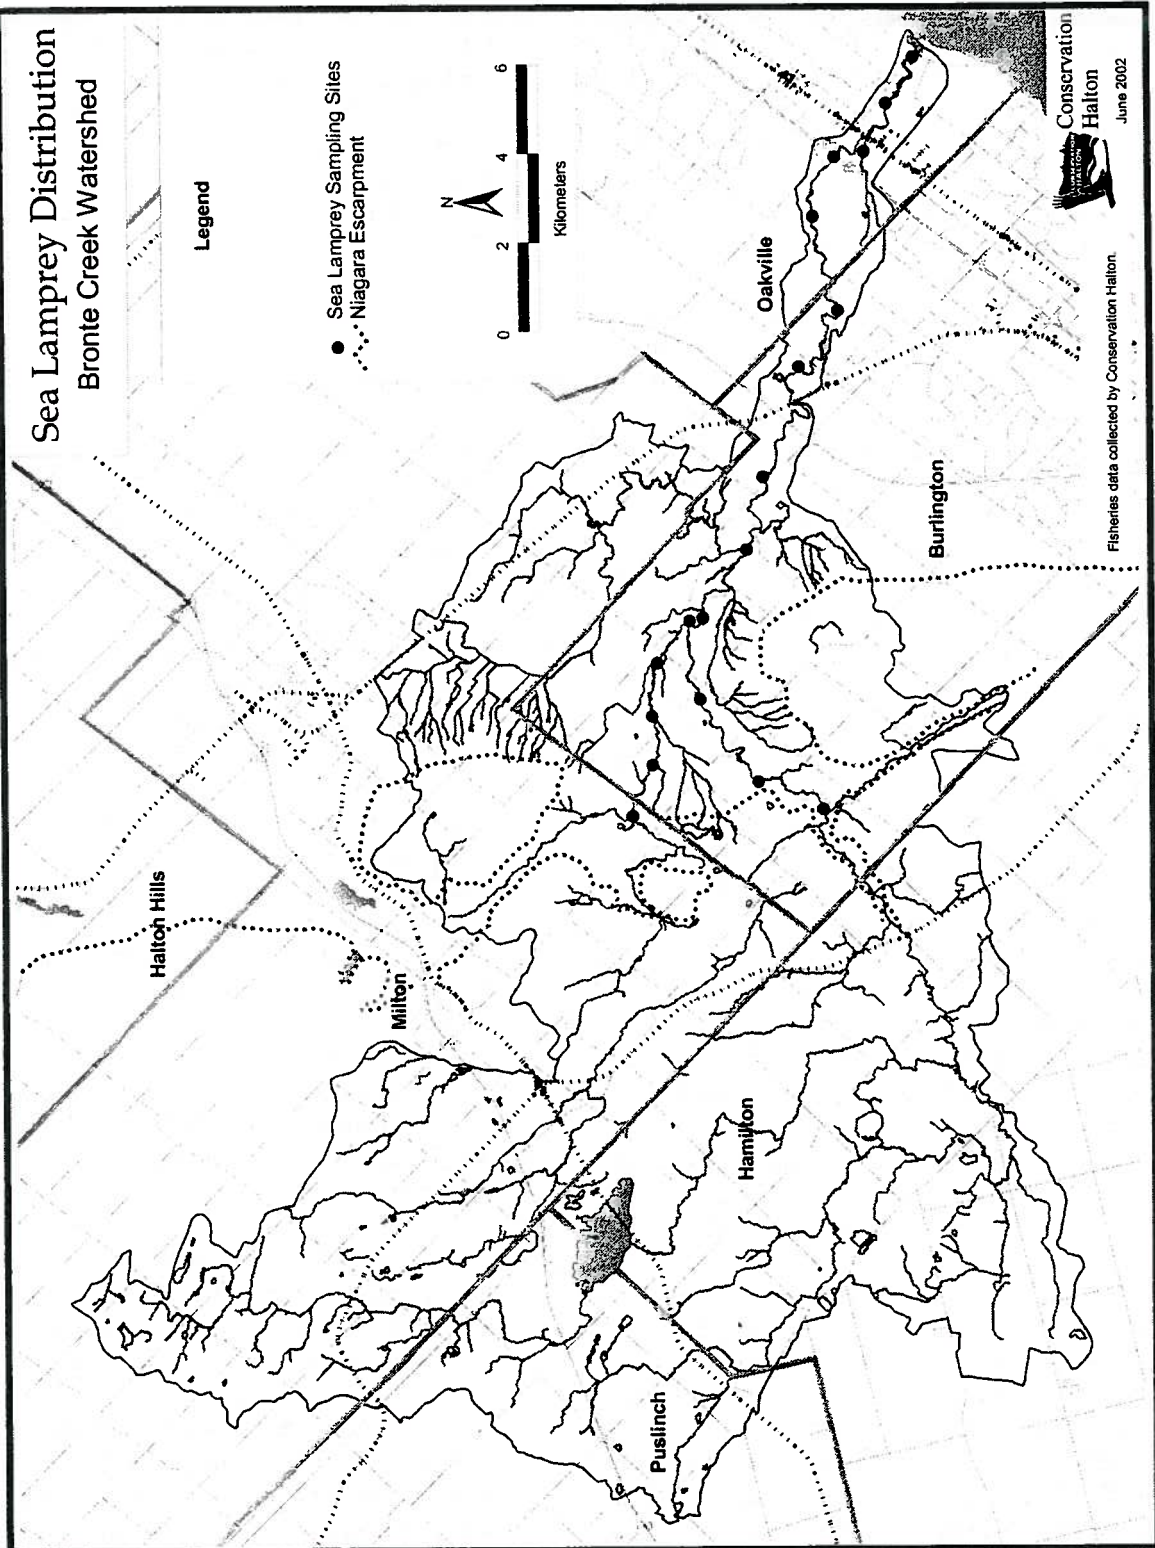 Sea Lamprey Distribution
Bronte Creek Watershed
Legend
Sea Lamprey Sampling Sites
Niagara Escarpment
N
0 2 4 6
Kilometers
Halton Hills
Milton
Oakville
Burlington
Hamilton
Puslinch
Conservation
Halton
June 2002
Fisheries data collected by Conservation Halton.